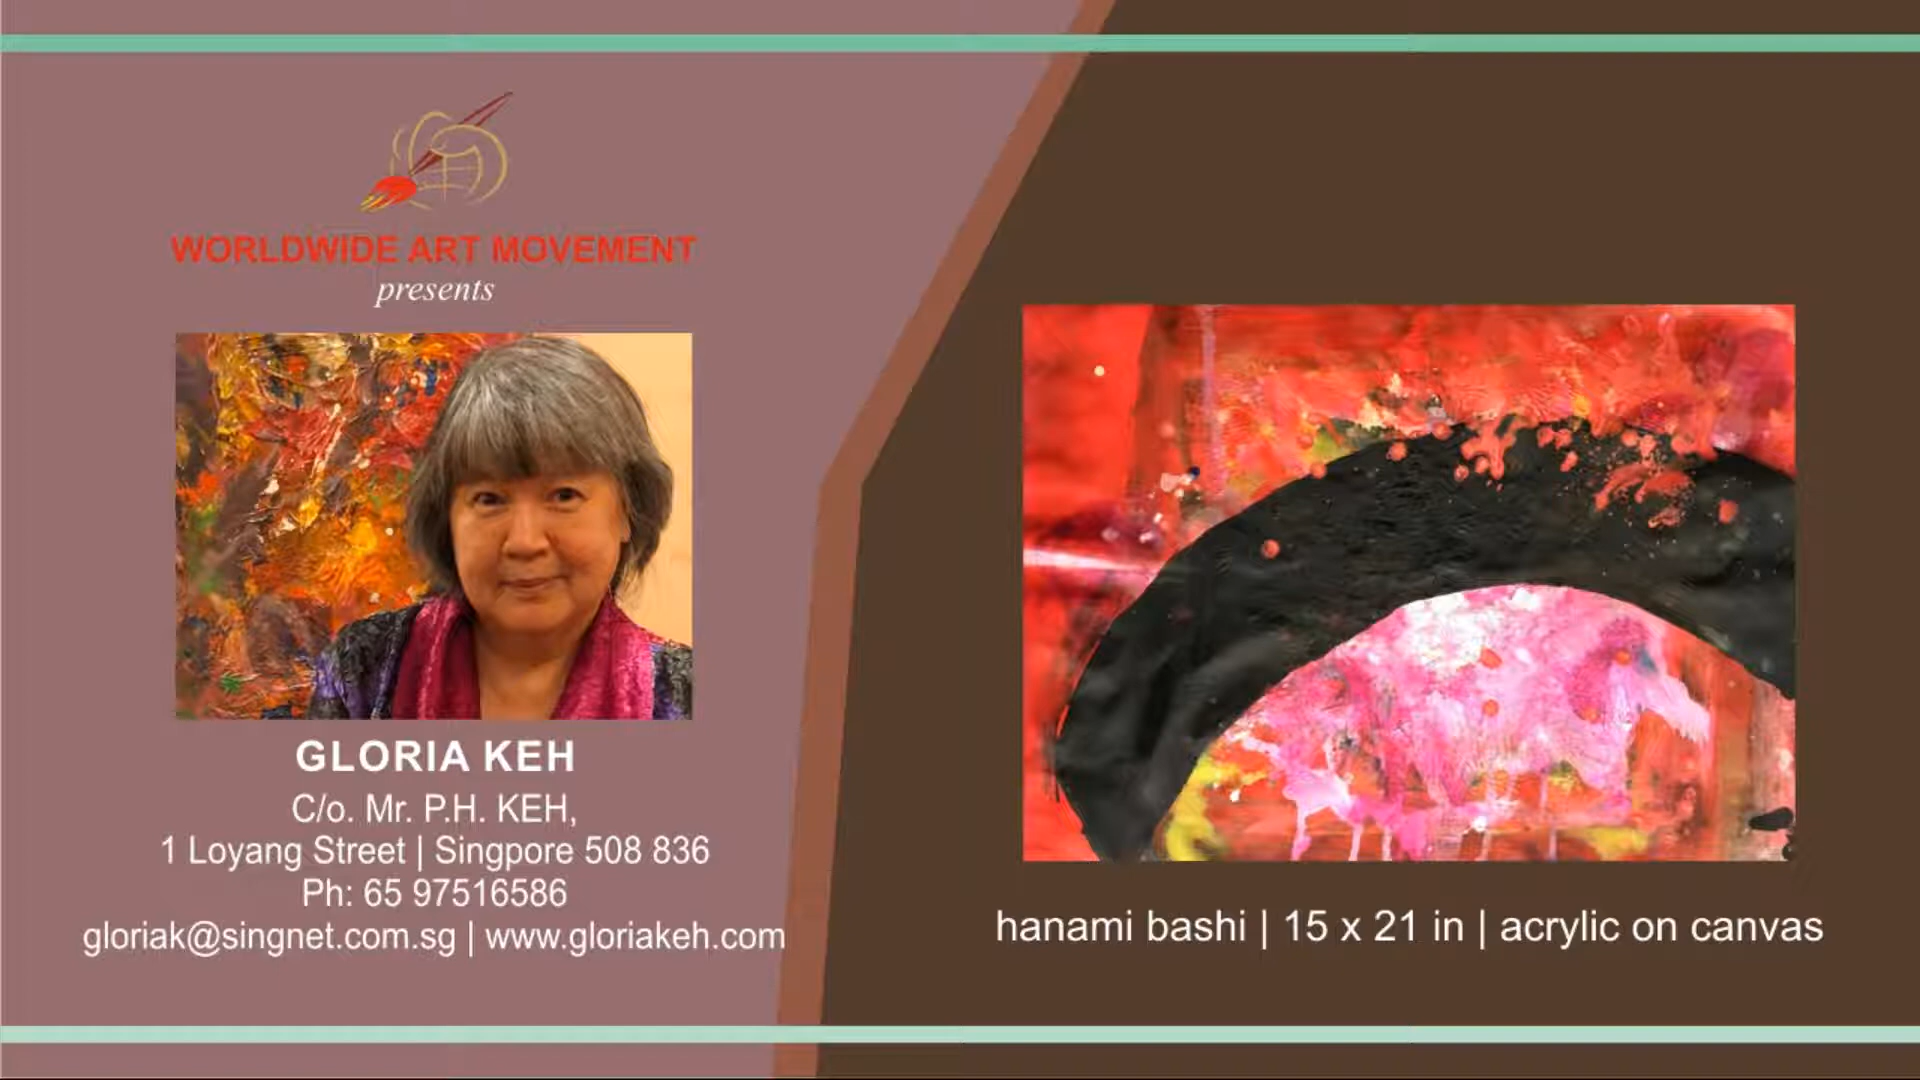 WORLDWIDE ART MOVEMENT
presents
GLORIA KEH
C/o. Mr. P.H. KEH,
1 Loyang Street | Singpore 508 836
Ph: 65 97516586
gloriak@singnet.com.sg | www.gloriakeh.com
hanami bashi | 15 x 21 in | acrylic on canvas